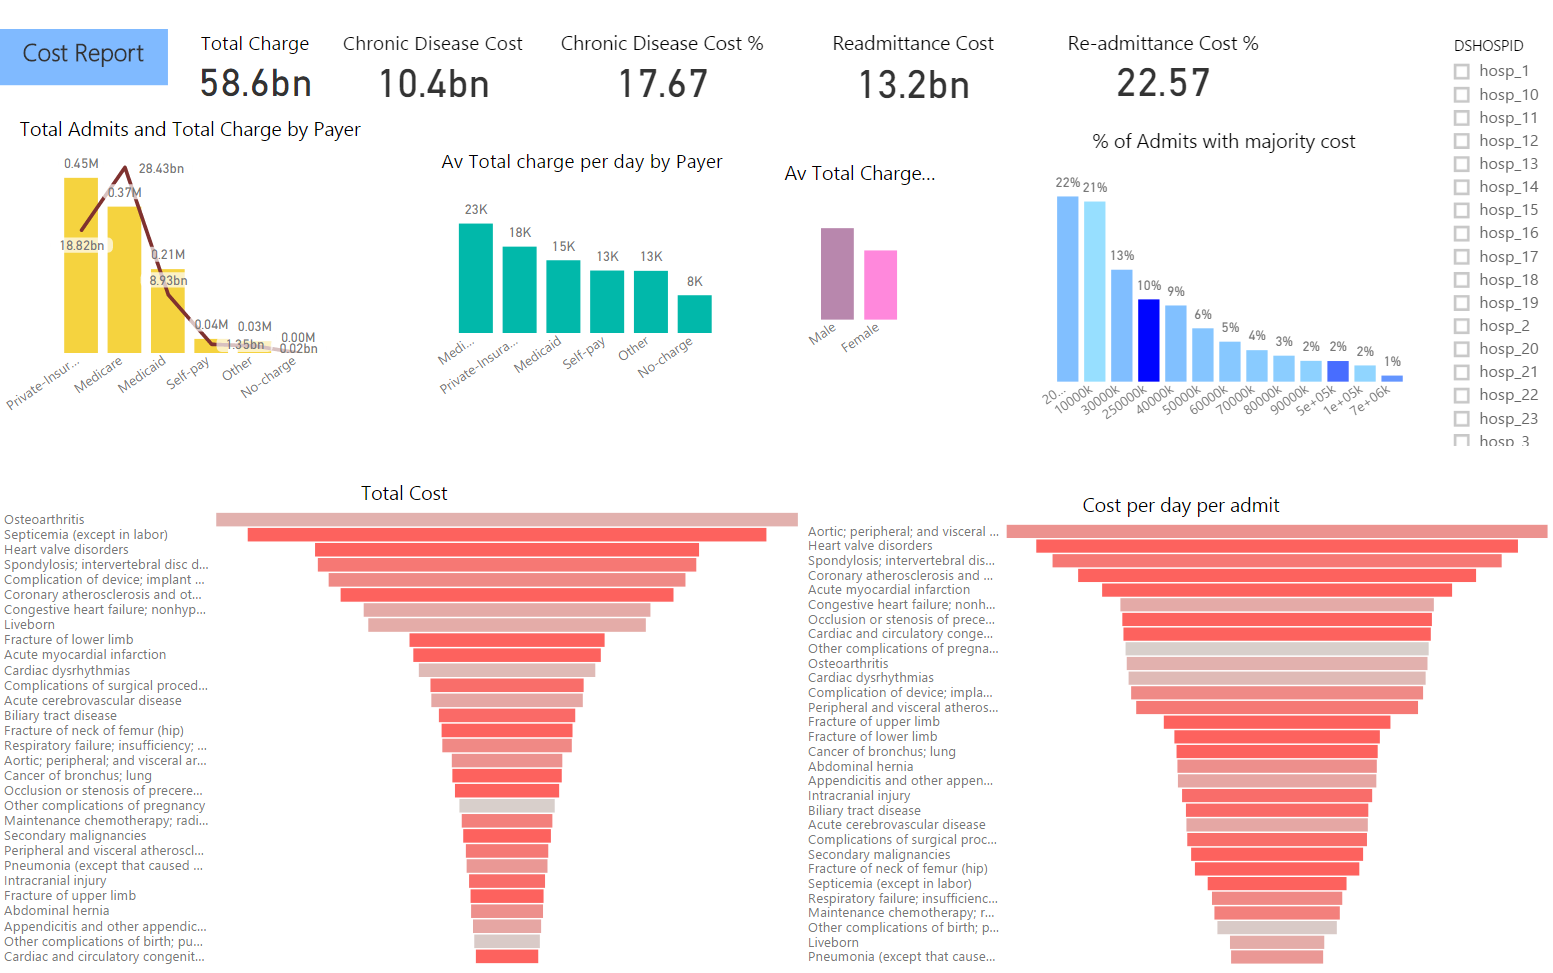 Cost Report
Total Charge
58.6bn
Chronic Disease Cost
10.4bn
Chronic Disease Cost %
17.67
Readmittance Cost
13.2bn
Re-admittance Cost %
22.57
DSHOSPID
hosp_1
hosp_10
hosp_11
hosp_12
hosp_13
hosp_14
hosp_15
hosp_16
hosp_17
hosp_18
hosp_19
hosp_2
hosp_20
hosp_21
hosp_22
hosp_23
hosp_3
Total Admits and Total Charge by Payer
0.45M
0.37M
0.21M
0.04M
0.03M
0.00M
18.82bn
28.43bn
8.93bn
1.35bn
0.02bn
Private-Insur...
Medicare
Medicaid
Self-pay
Other
No-charge
Av Total charge per day by Payer
23K
18K
15K
13K
13K
8K
Medi...
Private-Insura...
Medicaid
Self-pay
Other
No-charge
Av Total Charge...
Male
Female
% of Admits with majority cost
22%
21%
13%
10%
9%
6%
5%
4%
3%
2%
2%
2%
1%
20...
10000k
30000k
250000k
40000k
50000k
60000k
70000k
80000k
90000k
5e+05k
1e+05k
7e+06k
Total Cost
Osteoarthritis
Septicemia (except in labor)
Heart valve disorders
Spondylosis; intervertebral disc d...
Complication of device; implant ...
Coronary atherosclerosis and ot...
Congestive heart failure; nonhyp...
Liveborn
Fracture of lower limb
Acute myocardial infarction
Cardiac dysrhythmias
Complications of surgical proced...
Acute cerebrovascular disease
Biliary tract disease
Fracture of neck of femur (hip)
Respiratory failure; insufficiency; ...
Aortic; peripheral; and visceral ar...
Cancer of bronchus; lung
Occlusion or stenosis of precere...
Other complications of pregnancy
Maintenance chemotherapy; radi...
Secondary malignancies
Peripheral and visceral atheroscl...
Pneumonia (except that caused ...
Intracranial injury
Fracture of upper limb
Abdominal hernia
Appendicitis and other appendic...
Other complications of birth; pu...
Cardiac and circulatory congenit...
Cost per day per admit
Aortic; peripheral; and visceral ...
Heart valve disorders
Spondylosis; intervertebral dis...
Coronary atherosclerosis and ...
Acute myocardial infarction
Congestive heart failure; nonh...
Occlusion or stenosis of prece...
Cardiac and circulatory conge...
Other complications of pregna...
Osteoarthritis
Cardiac dysrhythmias
Complication of device; impla...
Peripheral and visceral atheros...
Fracture of upper limb
Fracture of lower limb
Cancer of bronchus; lung
Abdominal hernia
Appendicitis and other appen...
Intracranial injury
Biliary tract disease
Acute cerebrovascular disease
Complications of surgical proc...
Secondary malignancies
Fracture of neck of femur (hip)
Septicemia (except in labor)
Respiratory failure; insufficienc...
Maintenance chemotherapy; r...
Other complications of birth; p...
Liveborn
Pneumonia (except that cause...